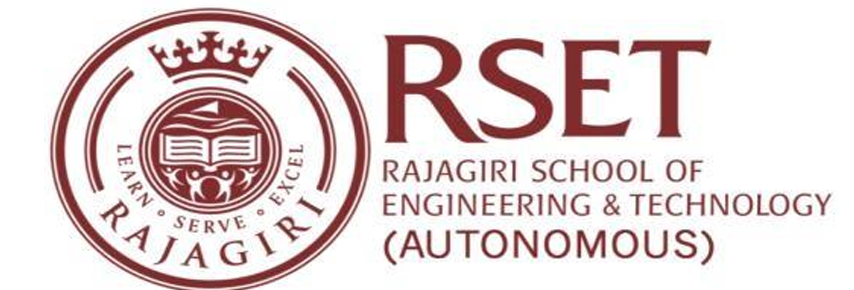 LEARN • SERVE • EXCEL
RAJAGIRI
RSET
RAJAGIRI SCHOOL OF
ENGINEERING & TECHNOLOGY
(AUTONOMOUS)